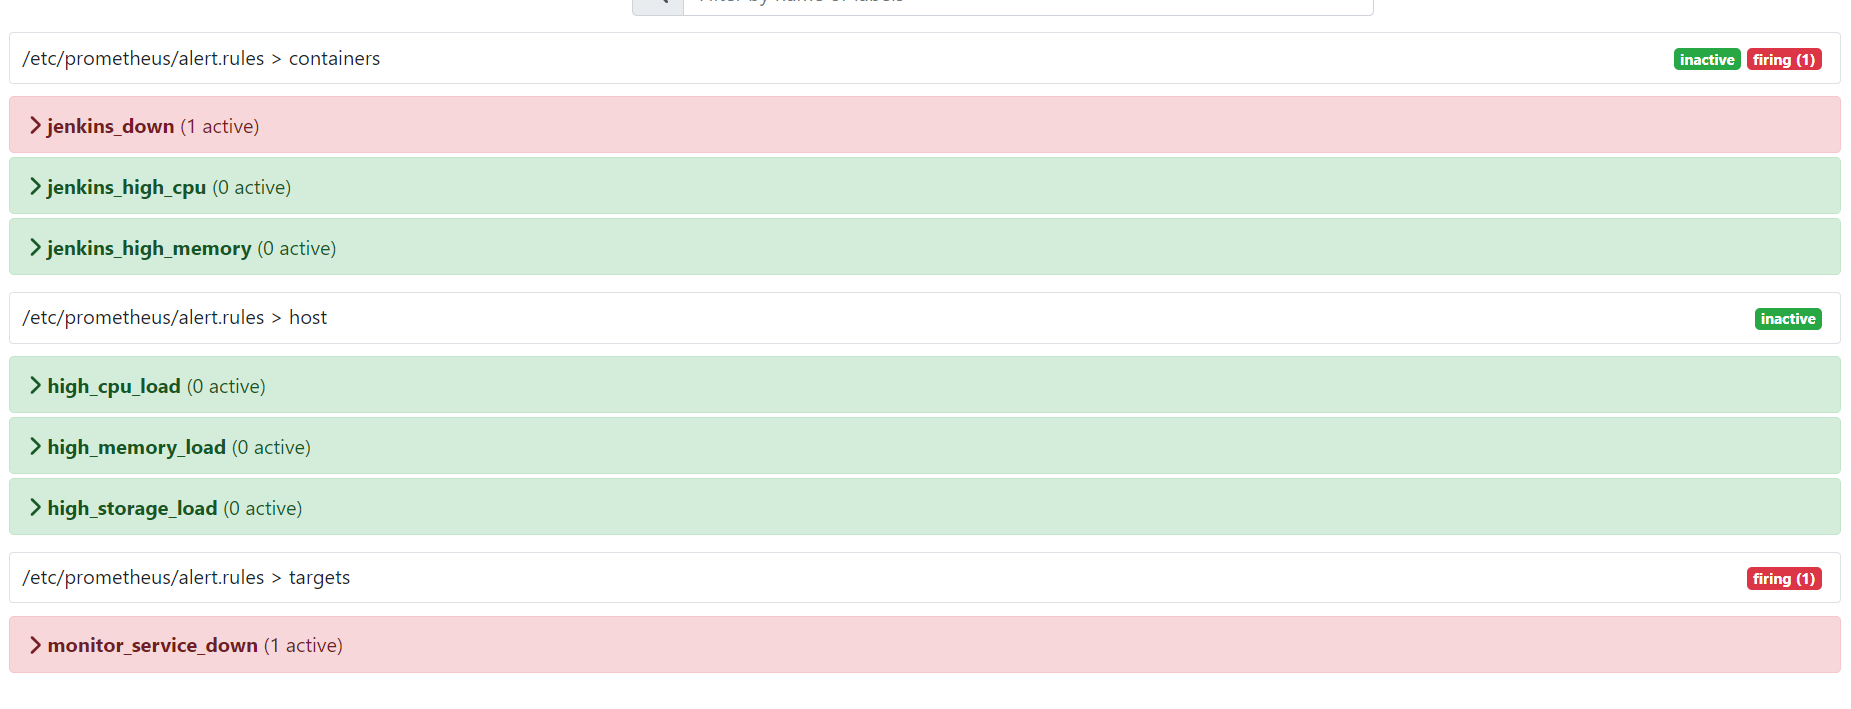 /etc/prometheus/alert.rules > containers inactive firing (1)
jenkins_down (1 active)
jenkins_high_cpu (0 active)
jenkins_high_memory (0 active)
/etc/prometheus/alert.rules > host inactive
high_cpu_load (0 active)
high_memory_load (0 active)
high_storage_load (0 active)
/etc/prometheus/alert.rules > targets firing (1)
monitor_service_down (1 active)